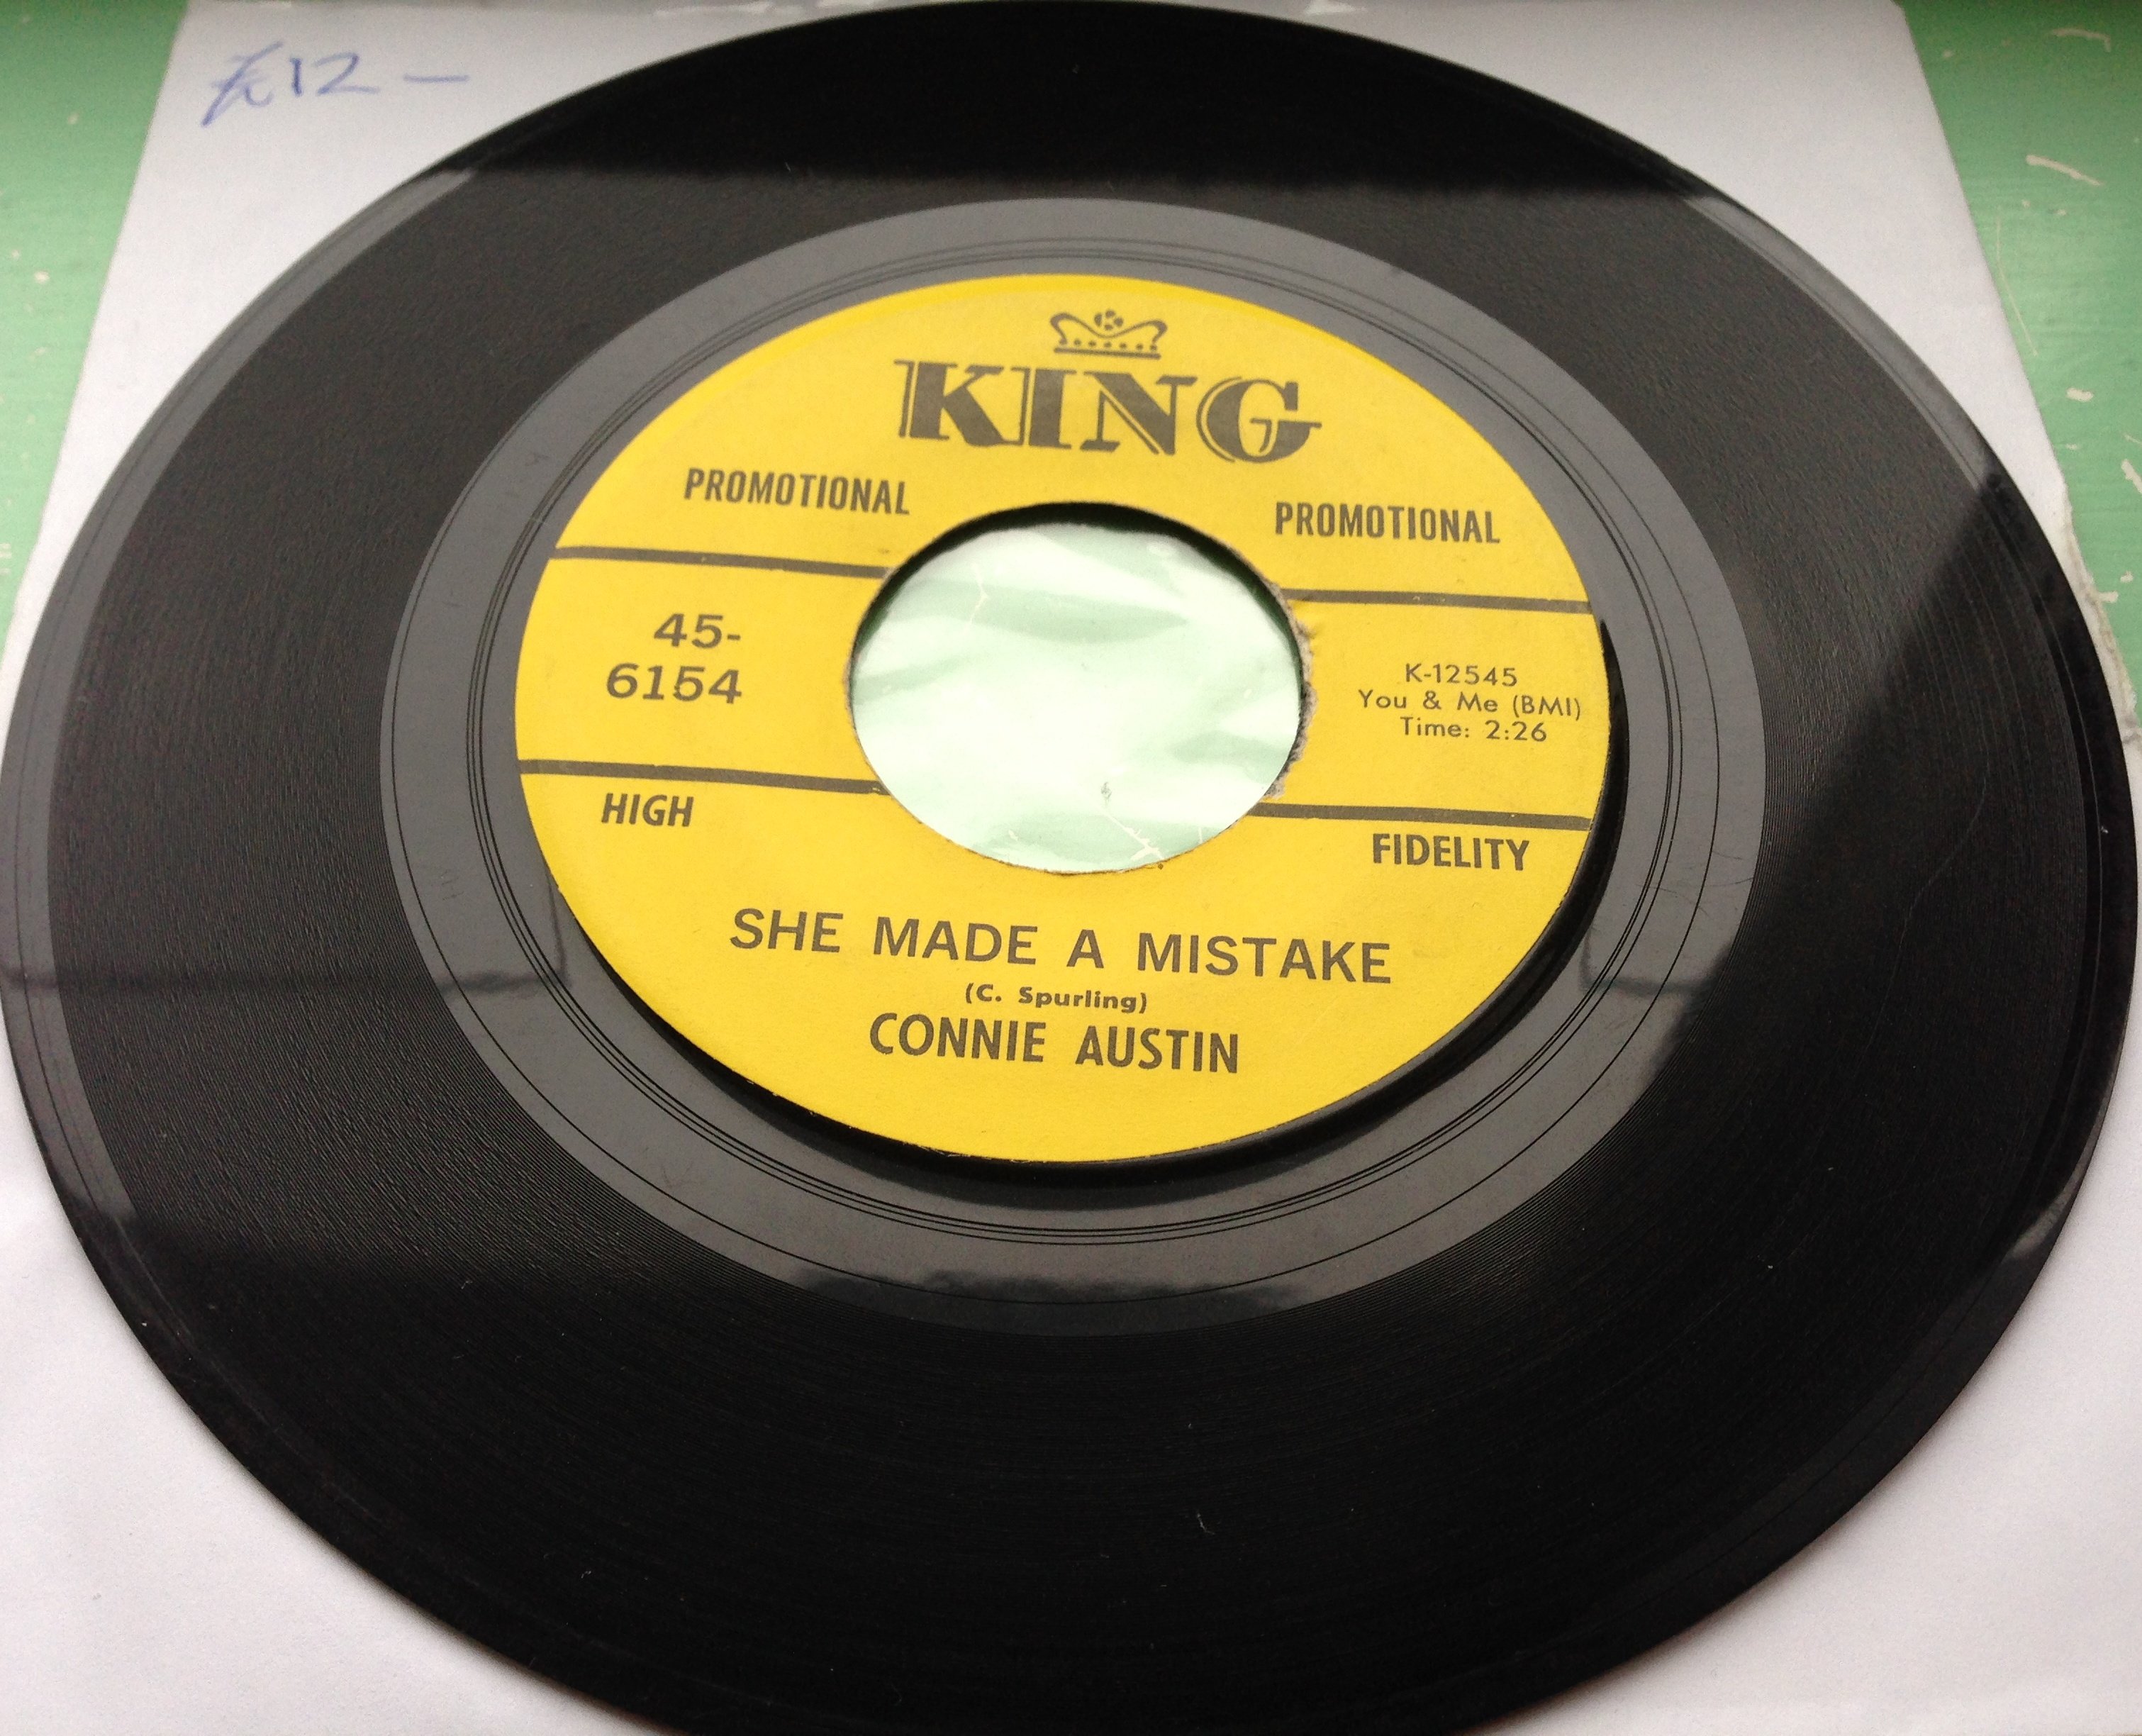 £12 –
KING
PROMOTIONAL PROMOTIONAL
45-
6154
K-12545
You & Me (BMI)
Time: 2:26
HIGH FIDELITY
SHE MADE A MISTAKE
(C. Spurling)
CONNIE AUSTIN